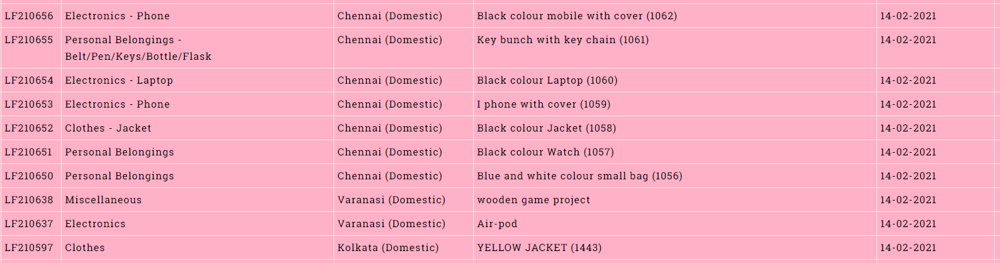 LF210656 Electronics - Phone Chennai (Domestic) Black colour mobile with cover (1062) 14-02-2021
LF210655 Personal Belongings - Chennai (Domestic) Key bunch with key chain (1061) 14-02-2021
Belt/Pen/Keys/Bottle/Flask
LF210654 Electronics - Laptop Chennai (Domestic) Black colour Laptop (1060) 14-02-2021
LF210653 Electronics - Phone Chennai (Domestic) I phone with cover (1059) 14-02-2021
LF210652 Clothes - Jacket Chennai (Domestic) Black colour Jacket (1058) 14-02-2021
LF210651 Personal Belongings Chennai (Domestic) Black colour Watch (1057) 14-02-2021
LF210650 Personal Belongings Chennai (Domestic) Blue and white colour small bag (1056) 14-02-2021
LF210638 Miscellaneous Varanasi (Domestic) wooden game project 14-02-2021
LF210637 Electronics Varanasi (Domestic) Air-pod 14-02-2021
LF210597 Clothes Kolkata (Domestic) YELLOW JACKET (1443) 14-02-2021